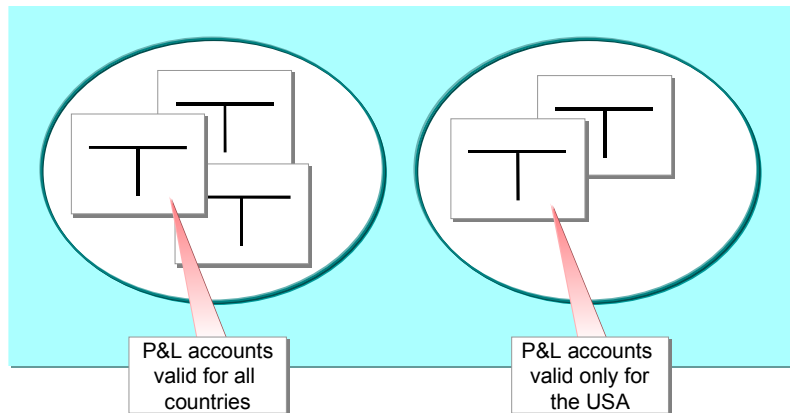 P&L accounts
valid for all
countries
P&L accounts
valid only for
the USA